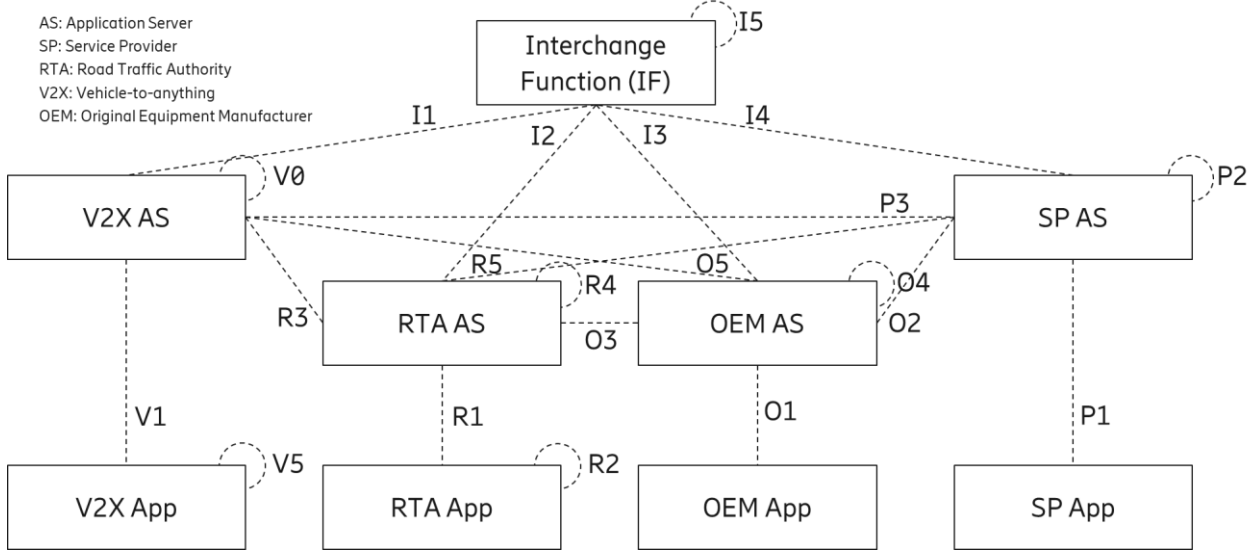 AS: Application Server
SP: Service Provider
RTA: Road Traffic Authority
V2X: Vehicle-to-anything
OEM: Original Equipment Manufacturer
Interchange
Function (IF)
I5
I1
I2
I3
I4
V0
P2
V2X AS
P3
SP AS
R5
O5
R4
O4
R3
RTA AS
O3
OEM AS
O2
V1
R1
O1
P1
V5
R2
V2X App
RTA App
OEM App
SP App